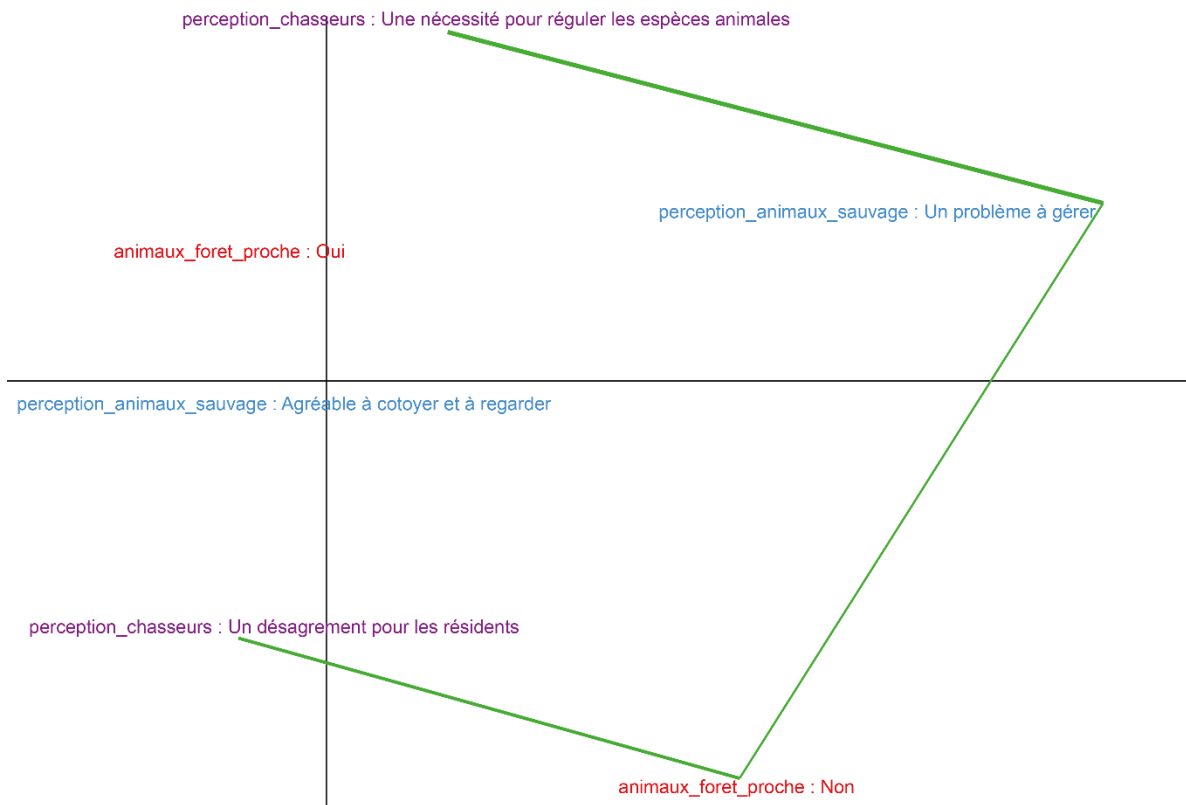 perception_chasseurs : Une nécessité pour réguler les espèces animales
perception_animaux_sauvage : Un problème à gérer
animaux_foret_proche : Oui
perception_animaux_sauvage : Agréable à cotoyer et à regarder
perception_chasseurs : Un désagrement pour les résidents
animaux_foret_proche : Non